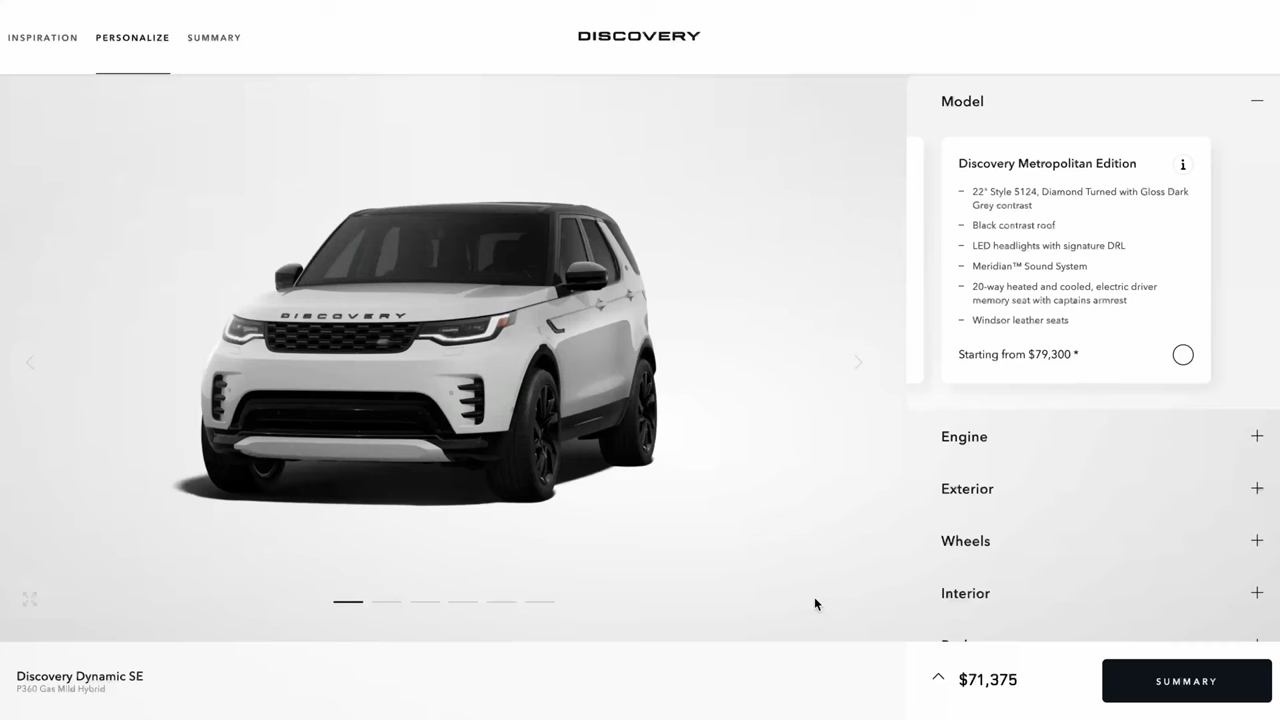 INSPIRATION PERSONALIZE SUMMARY
DISCOVERY
Model
Discovery Metropolitan Edition
i
– 22" Style 5124, Diamond Turned with Gloss Dark
Grey contrast
– Black contrast roof
– LED headlights with signature DRL
– Meridian™ Sound System
– 20-way heated and cooled, electric driver
memory seat with captains armrest
– Windsor leather seats
Starting from $79,300 *
DISCOVERY
Engine
Exterior
Wheels
Interior
Discovery Dynamic SE
P360 Gas Mild Hybrid
$71,375
SUMMARY